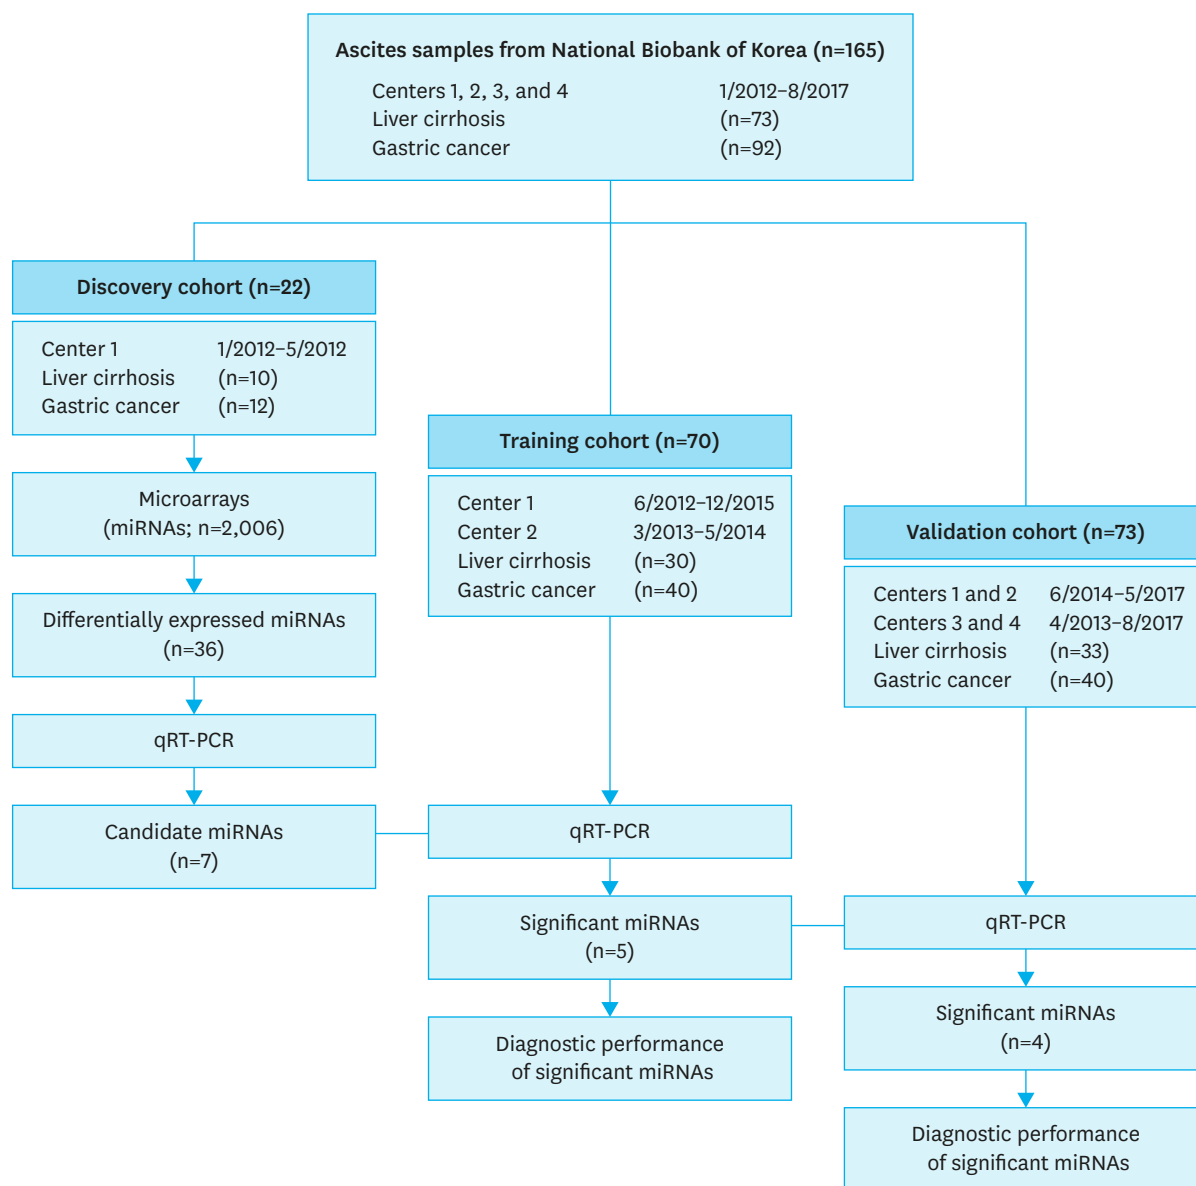 Ascites samples from National Biobank of Korea (n=165)
Centers 1, 2, 3, and 4 1/2012–8/2017
Liver cirrhosis (n=73)
Gastric cancer (n=92)
Discovery cohort (n=22)
Center 1 1/2012–5/2012
Liver cirrhosis (n=10)
Gastric cancer (n=12)
Microarrays
(miRNAs; n=2,006)
Differentially expressed miRNAs
(n=36)
qRT-PCR
Candidate miRNAs
(n=7)
Training cohort (n=70)
Center 1 6/2012–12/2015
Center 2 3/2013–5/2014
Liver cirrhosis (n=30)
Gastric cancer (n=40)
qRT-PCR
Significant miRNAs
(n=5)
Diagnostic performance
of significant miRNAs
Validation cohort (n=73)
Centers 1 and 2 6/2014–5/2017
Centers 3 and 4 4/2013–8/2017
Liver cirrhosis (n=33)
Gastric cancer (n=40)
qRT-PCR
Significant miRNAs
(n=4)
Diagnostic performance
of significant miRNAs